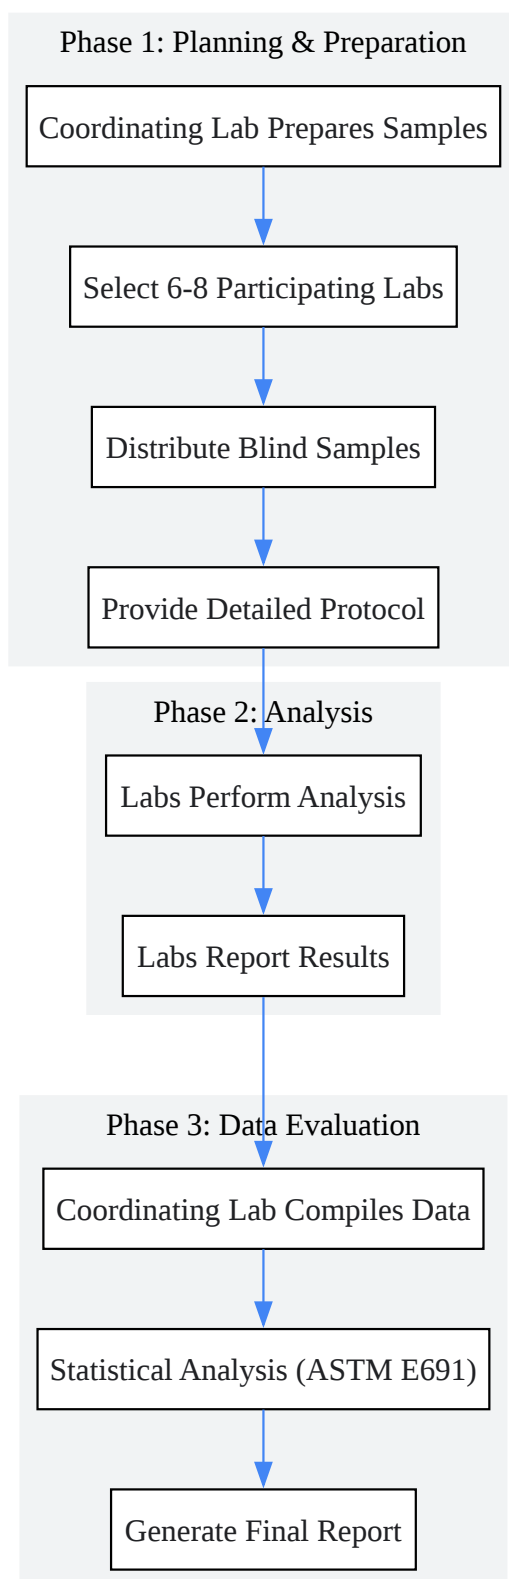 Phase 1: Planning & Preparation
Coordinating Lab Prepares Samples
Select 6-8 Participating Labs
Distribute Blind Samples
Provide Detailed Protocol
Phase 2: Analysis
Labs Perform Analysis
Labs Report Results
Phase 3: Data Evaluation
Coordinating Lab Compiles Data
Statistical Analysis (ASTM E691)
Generate Final Report